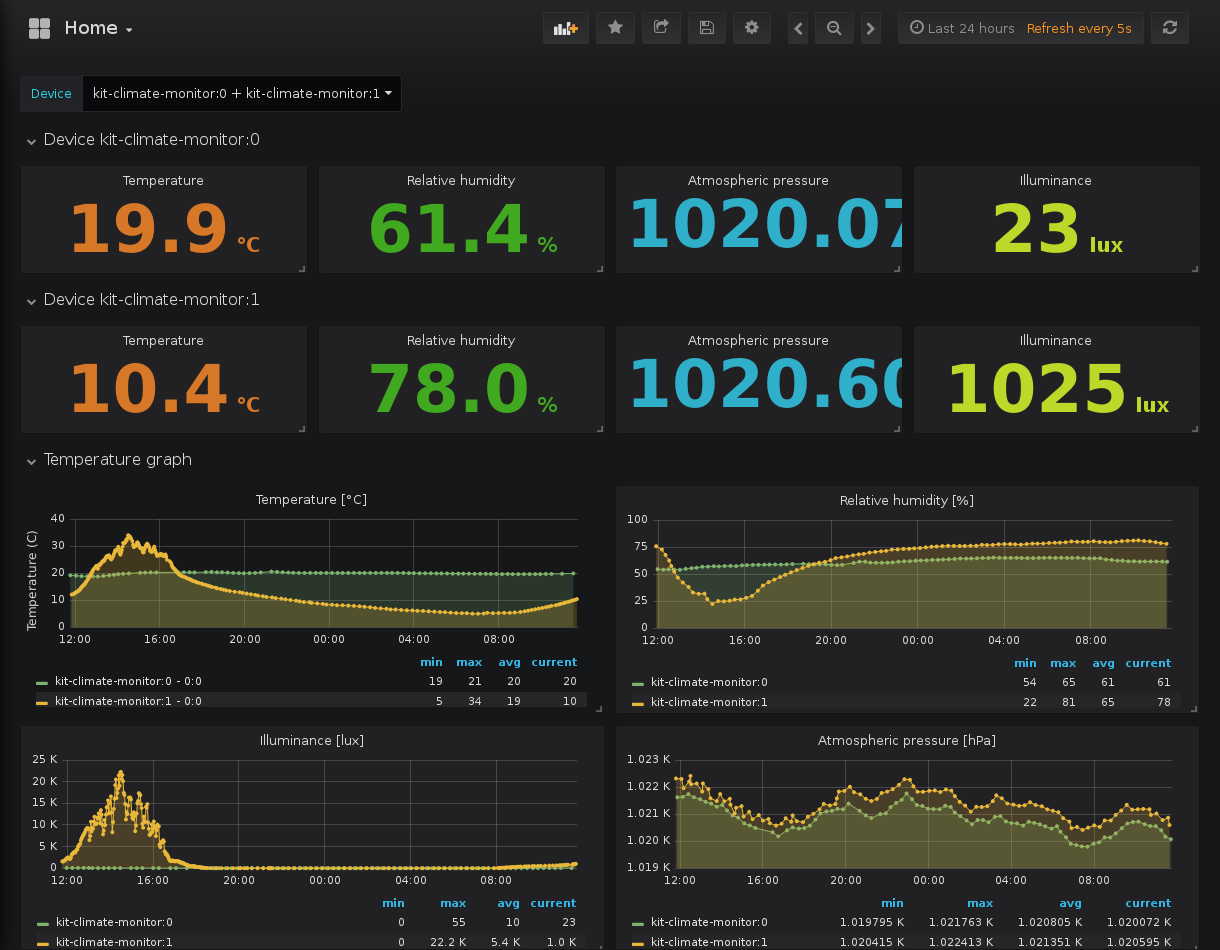 Home
Last 24 hours Refresh every 5s
Device kit-climate-monitor:0 + kit-climate-monitor:1
Device kit-climate-monitor:0
Temperature Relative humidity Atmospheric pressure Illuminance
19.9 °C 61.4 % 1020.07 23 lux
Device kit-climate-monitor:1
Temperature Relative humidity Atmospheric pressure Illuminance
10.4 °C 78.0 % 1020.60 1025 lux
Temperature graph
Temperature [°C]
Temperature (C)
40
30
20
10
0
12:00 16:00 20:00 00:00 04:00 08:00
min max avg current
kit-climate-monitor:0 - 0:0 19 21 20 20
kit-climate-monitor:1 - 0:0 5 34 19 10
Relative humidity [%]
100
75
50
25
0
12:00 16:00 20:00 00:00 04:00 08:00
min max avg current
kit-climate-monitor:0 54 65 61 61
kit-climate-monitor:1 22 81 65 78
Illuminance [lux]
25 K
20 K
15 K
10 K
5 K
0
12:00 16:00 20:00 00:00 04:00 08:00
min max avg current
kit-climate-monitor:0 0 55 10 23
kit-climate-monitor:1 0 22.2 K 5.4 K 1.0 K
Atmospheric pressure [hPa]
1.023 K
1.022 K
1.021 K
1.020 K
1.019 K
12:00 16:00 20:00 00:00 04:00 08:00
min max avg current
kit-climate-monitor:0 1.019795 K 1.021763 K 1.020805 K 1.020072 K
kit-climate-monitor:1 1.020415 K 1.022413 K 1.021351 K 1.020595 K